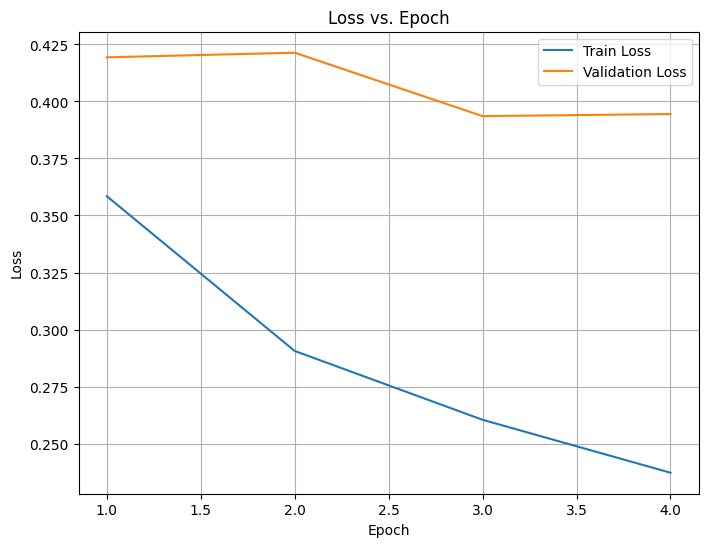 Loss vs. Epoch
Train Loss
Validation Loss
0.425
0.400
0.375
0.350
0.325
0.300
0.275
0.250
Loss
1.0 1.5 2.0 2.5 3.0 3.5 4.0
Epoch